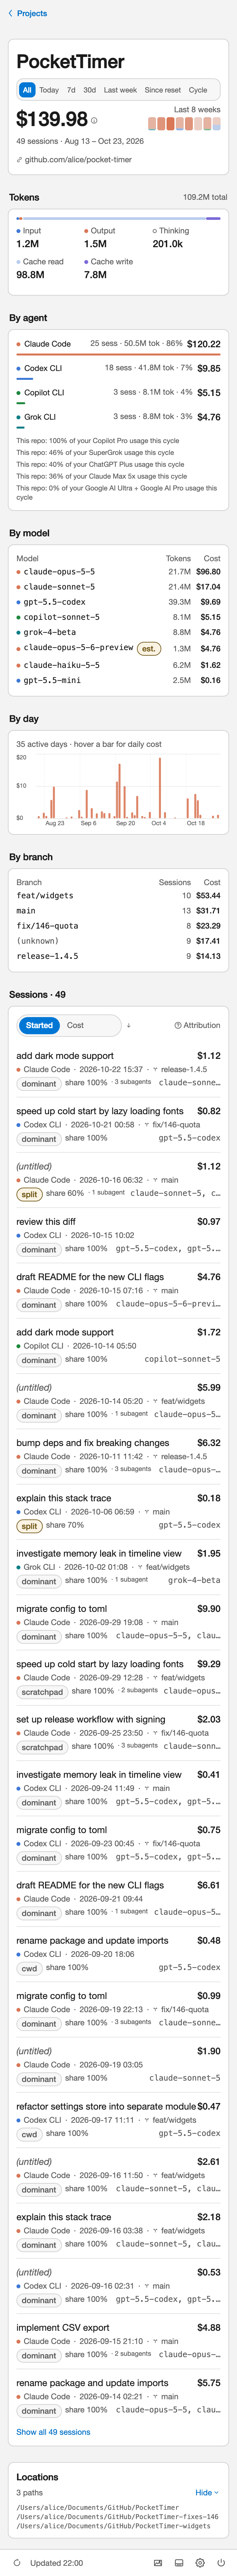 Projects
PocketTimer
All Today 7d 30d Last week Since reset Cycle
$139.98
Last 8 weeks
49 sessions · Aug 13 – Oct 23, 2026
github.com/alice/pocket-timer
Tokens 109.2M total
Input Output Thinking
1.2M 1.5M 201.0k
Cache read Cache write
98.8M 7.8M
By agent
Claude Code 25 sess · 50.5M tok · 86% $120.22
Codex CLI 18 sess · 41.8M tok · 7% $9.85
Copilot CLI 3 sess · 8.1M tok · 4% $5.15
Grok CLI 3 sess · 8.8M tok · 3% $4.76
This repo: 100% of your Copilot Pro usage this cycle
This repo: 46% of your SuperGrok usage this cycle
This repo: 40% of your ChatGPT Plus usage this cycle
This repo: 36% of your Claude Max 5x usage this cycle
This repo: 0% of your Google AI Ultra + Google AI Pro usage this
cycle
By model
Model Tokens Cost
claude-opus-5-5 21.7M $96.80
claude-sonnet-5 21.4M $17.04
gpt-5.5-codex 39.3M $9.69
copilot-sonnet-5 8.1M $5.15
grok-4-beta 8.8M $4.76
claude-opus-5-6-preview est. 1.3M $4.76
claude-haiku-5-5 6.2M $1.62
gpt-5.5-mini 2.5M $0.16
By day
35 active days · hover a bar for daily cost
$20
$10
$0
Aug 23 Sep 6 Sep 20 Oct 4 Oct 18
By branch
Branch Sessions Cost
feat/widgets 10 $53.44
main 13 $31.71
fix/146-quota 8 $23.29
(unknown) 9 $17.41
release-1.4.5 9 $14.13
Sessions · 49
Started Cost ↓ Attribution
add dark mode support $1.12
Claude Code · 2026-10-22 15:37 · release-1.4.5
dominant share 100% · 3 subagents claude-sonne…
speed up cold start by lazy loading fonts $0.82
Codex CLI · 2026-10-21 00:58 · fix/146-quota
dominant share 100% gpt-5.5-codex
(untitled) $1.12
Claude Code · 2026-10-16 06:32 · main
split share 60% · 1 subagent claude-sonnet-5, c…
review this diff $0.97
Codex CLI · 2026-10-15 10:02
dominant share 100% gpt-5.5-codex, gpt-5.…
draft README for the new CLI flags $4.76
Claude Code · 2026-10-15 07:16 · main
dominant share 100% claude-opus-5-6-previ…
add dark mode support $1.72
Copilot CLI · 2026-10-14 05:50
dominant share 100% copilot-sonnet-5
(untitled) $5.99
Claude Code · 2026-10-14 05:20 · feat/widgets
dominant share 100% · 1 subagent claude-opus-5…
bump deps and fix breaking changes $6.32
Claude Code · 2026-10-11 11:42 · release-1.4.5
dominant share 100% · 3 subagents claude-opus-…
explain this stack trace $0.18
Codex CLI · 2026-10-06 06:59 · main
split share 70% gpt-5.5-codex
investigate memory leak in timeline view $1.95
Grok CLI · 2026-10-02 01:08 · feat/widgets
dominant share 100% · 1 subagent grok-4-beta
migrate config to toml $9.90
Claude Code · 2026-09-29 19:08 · main
dominant share 100% claude-opus-5-5, clau…
speed up cold start by lazy loading fonts $9.29
Claude Code · 2026-09-29 12:28 · feat/widgets
scratchpad share 100% · 2 subagents claude-opus…
set up release workflow with signing $2.03
Claude Code · 2026-09-25 23:50 · fix/146-quota
scratchpad share 100% · 3 subagents claude-sonn…
investigate memory leak in timeline view $0.41
Codex CLI · 2026-09-24 11:49 · main
dominant share 100% gpt-5.5-codex, gpt-5.…
migrate config to toml $0.75
Codex CLI · 2026-09-23 00:45 · fix/146-quota
dominant share 100% gpt-5.5-codex, gpt-5.…
draft README for the new CLI flags $6.61
Claude Code · 2026-09-21 09:44
dominant share 100% · 1 subagent claude-opus-5…
rename package and update imports $0.48
Codex CLI · 2026-09-20 18:06
cwd share 100% gpt-5.5-codex
migrate config to toml $0.99
Claude Code · 2026-09-19 22:13 · fix/146-quota
dominant share 100% · 3 subagents claude-sonne…
(untitled) $1.90
Claude Code · 2026-09-19 03:05
dominant share 100% claude-sonnet-5
refactor settings store into separate module $0.47
Codex CLI · 2026-09-17 11:11 · feat/widgets
cwd share 100% gpt-5.5-codex
(untitled) $2.61
Claude Code · 2026-09-16 11:50 · feat/widgets
dominant share 100% claude-sonnet-5, clau…
explain this stack trace $2.18
Claude Code · 2026-09-16 03:38 · feat/widgets
dominant share 100% claude-sonnet-5, clau…
(untitled) $0.53
Codex CLI · 2026-09-16 02:31 · main
dominant share 100% gpt-5.5-codex, gpt-5.…
implement CSV export $4.88
Claude Code · 2026-09-15 21:10 · main
dominant share 100% · 2 subagents claude-opus-…
rename package and update imports $5.75
Claude Code · 2026-09-14 02:21 · main
dominant share 100% claude-opus-5-5, clau…
Show all 49 sessions
Locations
3 paths Hide
/Users/alice/Documents/GitHub/PocketTimer
/Users/alice/Documents/GitHub/PocketTimer-fixes-146
/Users/alice/Documents/GitHub/PocketTimer-widgets
Updated 22:00